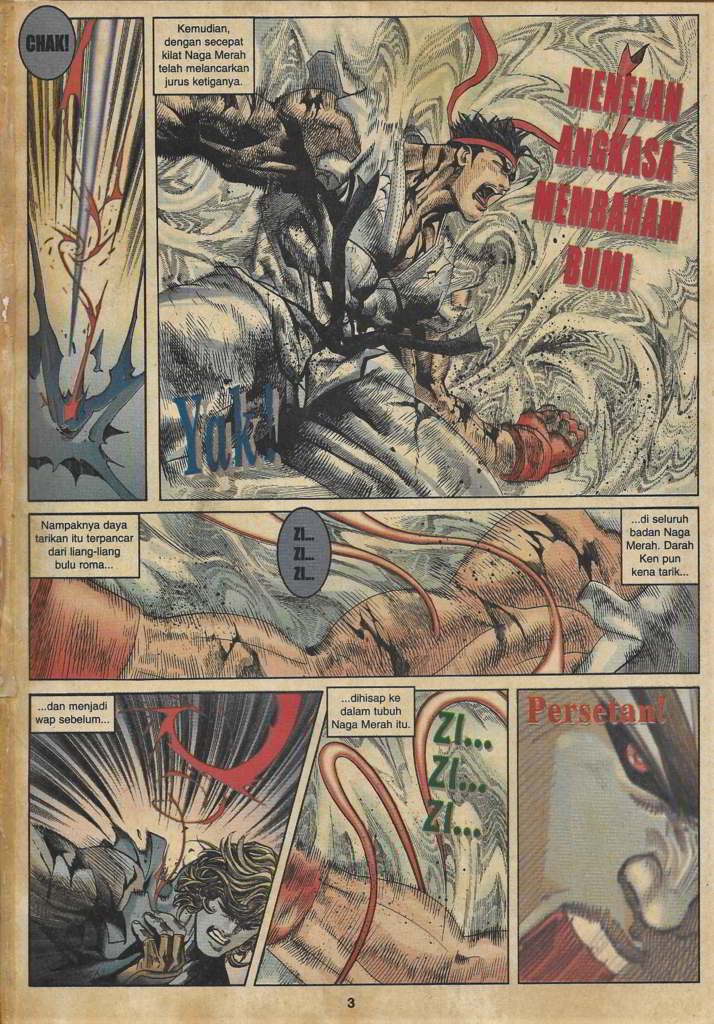 CHAK!
Kemudian,
dengan secepat
kilat Naga Merah
telah melancarkan
jurus ketiganya.
MENELAN
ANGKASA
MEMBAHAM
BUMI
Yak!
Nampaknya daya
tarikan itu terpancar
dari liang-liang
bulu roma...
ZI...
ZI...
ZI...
...di seluruh
badan Naga
Merah. Darah
Ken pun
kena tarik...
...dan menjadi
wap sebelum...
...dihisap ke
dalam tubuh
Naga Merah itu.
ZI...
ZI...
ZI...
Persetan!
3